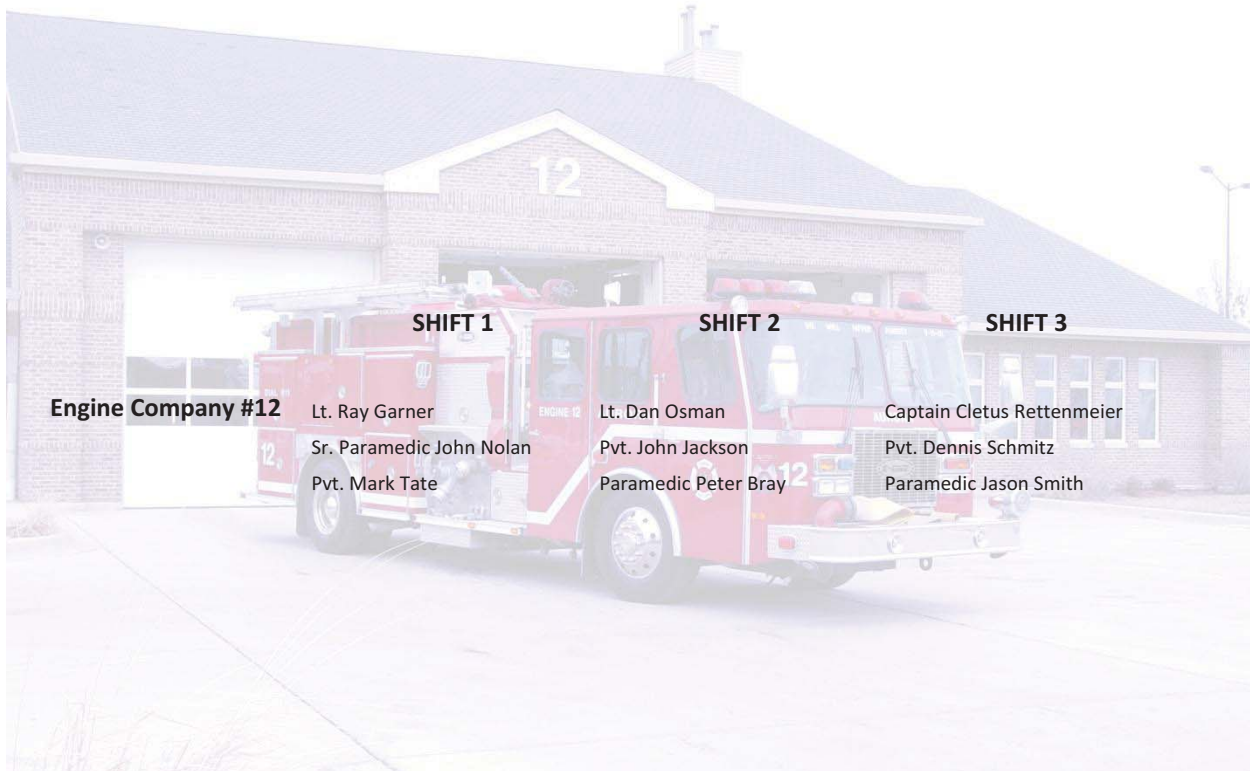 12
SHIFT 1 SHIFT 2 SHIFT 3
Engine Company #12 Lt. Ray Garner Lt. Dan Osman Captain Cletus Rettenmeier
Sr. Paramedic John Nolan Pvt. John Jackson Pvt. Dennis Schmitz
Pvt. Mark Tate Paramedic Peter Bray Paramedic Jason Smith
ENGINE 12
12
12